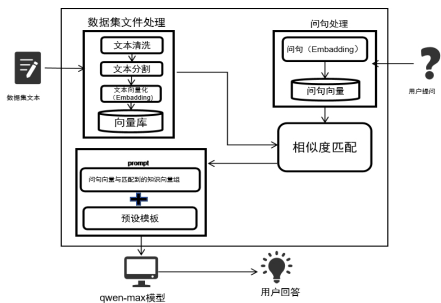 数据集文件处理
文本清洗
文本分割
文本向量化
（Embedding）
向量库
问句处理
问句（Embedding）
问句向量
数据集文本
用户提问
相似度匹配
prompt
问句向量与匹配到的知识向量组
预设模板
qwen-max模型
用户回答